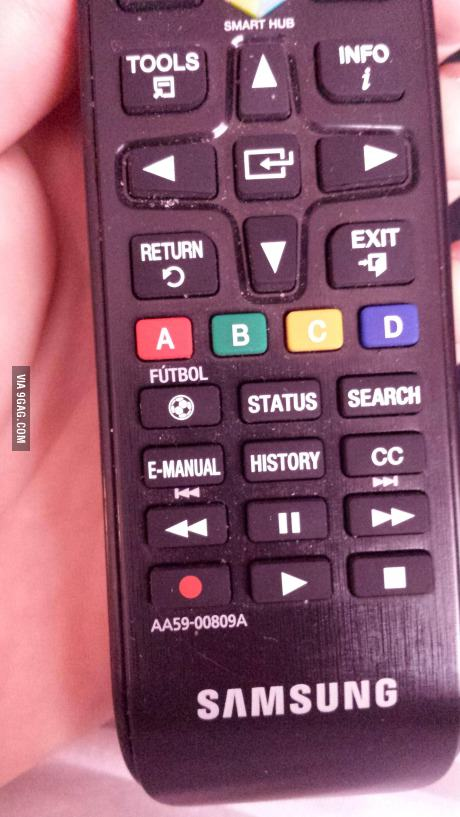 SMART HUB
TOOLS
INFO
i
RETURN
EXIT
A B C D
FÚTBOL
STATUS
SEARCH
E-MANUAL
HISTORY
CC
AA59-00809A
SAMSUNG
VIA 9GAG.COM